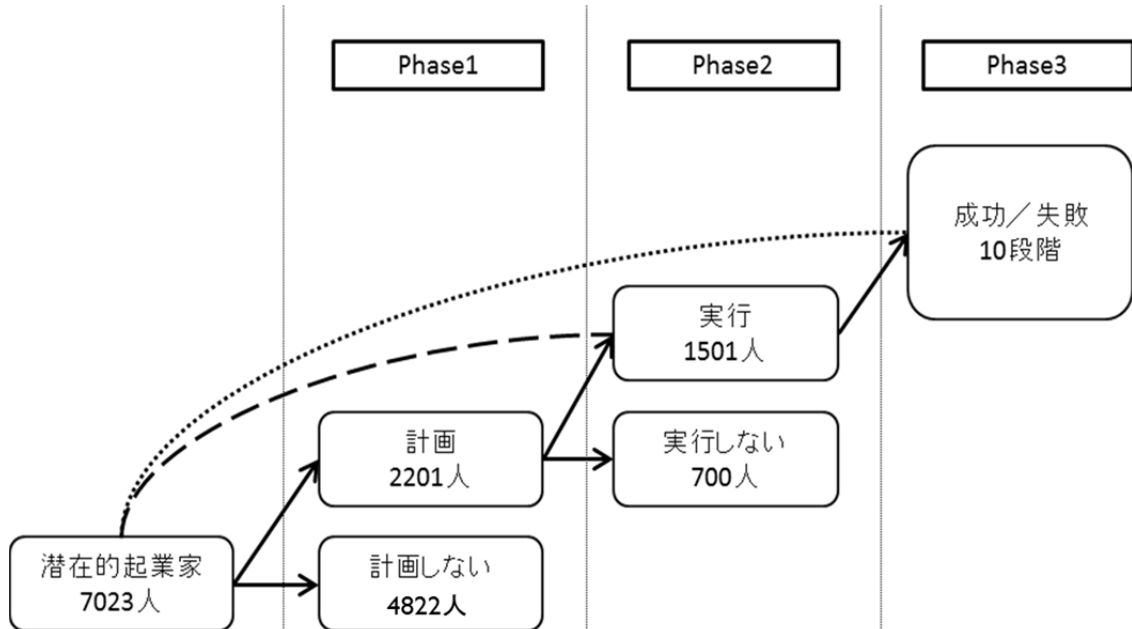 Phase1
Phase2
Phase3
成功／失敗
10段階
実行
1501人
計画
2201人
実行しない
700人
潜在的起業家
7023人
計画しない
4822人